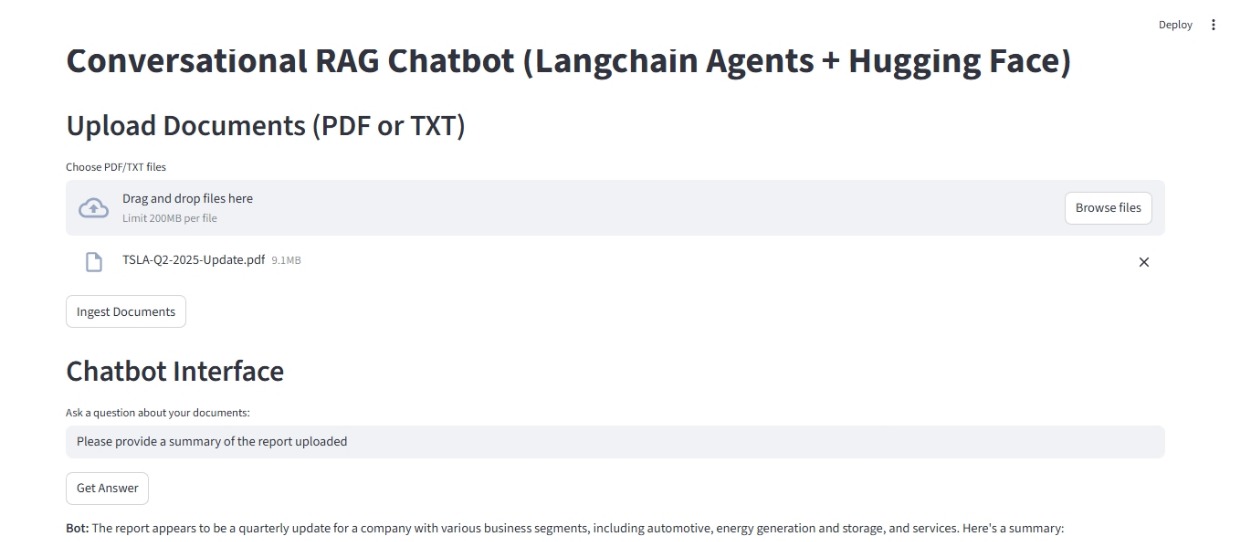 Deploy
Conversational RAG Chatbot (Langchain Agents + Hugging Face)
Upload Documents (PDF or TXT)
Choose PDF/TXT files
Drag and drop files here
Limit 200MB per file
Browse files
TSLA-Q2-2025-Update.pdf 9.1MB
Ingest Documents
Chatbot Interface
Ask a question about your documents:
Please provide a summary of the report uploaded
Get Answer
Bot: The report appears to be a quarterly update for a company with various business segments, including automotive, energy generation and storage, and services. Here's a summary: